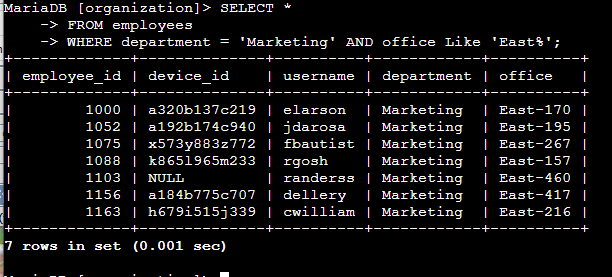 MariaDB [organization]> SELECT *
    -> FROM employees
    -> WHERE department = 'Marketing' AND office Like 'East%';
+-------------+--------------+----------+------------+----------+
| employee_id | device_id    | username | department | office   |
+-------------+--------------+----------+------------+----------+
|        1000 | a320b137c219 | elarson  | Marketing  | East-170 |
|        1052 | a192b174c940 | jdarosa  | Marketing  | East-195 |
|        1075 | x573y883z772 | fbautist | Marketing  | East-267 |
|        1088 | k865l965m233 | rgosh    | Marketing  | East-157 |
|        1103 | NULL         | randerss | Marketing  | East-460 |
|        1156 | a184b775c707 | dellery  | Marketing  | East-417 |
|        1163 | h679i515j339 | cwilliam | Marketing  | East-216 |
+-------------+--------------+----------+------------+----------+
7 rows in set (0.001 sec)
MariaDB [organization]>